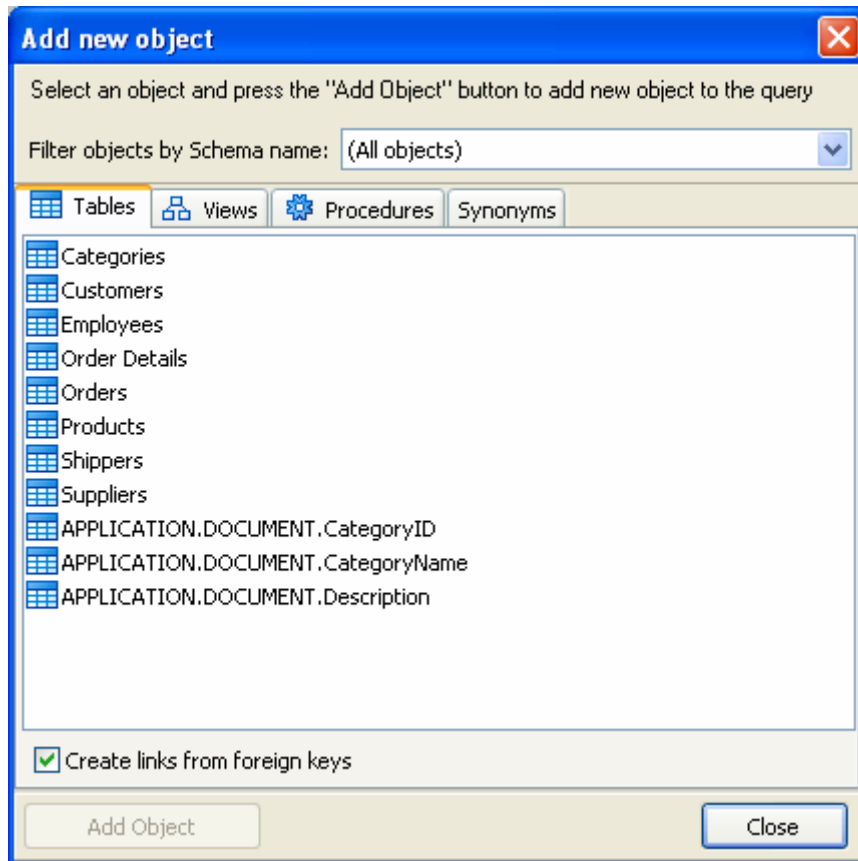 Add new object
Select an object and press the "Add Object" button to add new object to the query
Filter objects by Schema name: (All objects)
Tables Views Procedures Synonyms
Categories
Customers
Employees
Order Details
Orders
Products
Shippers
Suppliers
APPLICATION.DOCUMENT.CategoryID
APPLICATION.DOCUMENT.CategoryName
APPLICATION.DOCUMENT.Description
Create links from foreign keys
Add Object Close